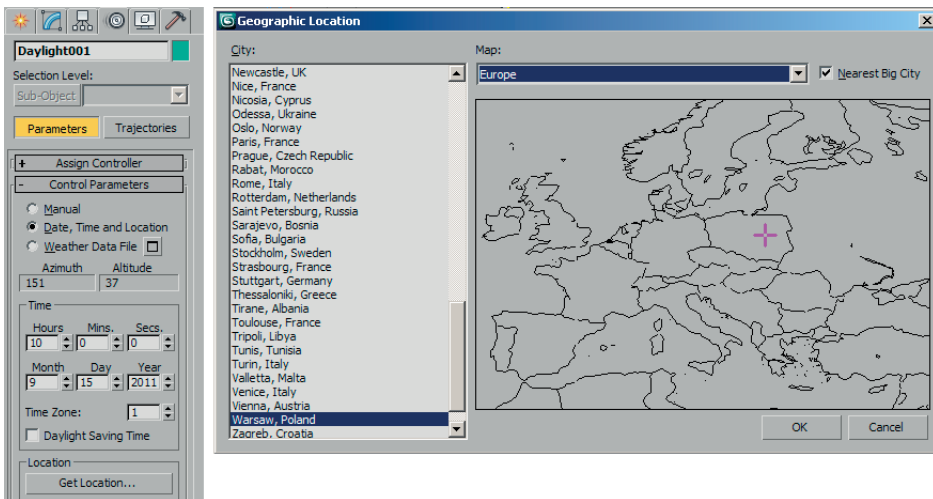 Daylight001
Selection Level:
Sub-Object
Parameters
Trajectories
+ Assign Controller
- Control Parameters
Manual
Date, Time and Location
Weather Data File
Azimuth Altitude
151 37
Time
Hours Mins. Secs.
10 0 0
Month Day Year
9 15 2011
Time Zone: 1
Daylight Saving Time
Location
Get Location...
Geographic Location
City:
Newcastle, UK
Nice, France
Nicosia, Cyprus
Odessa, Ukraine
Oslo, Norway
Paris, France
Prague, Czech Republic
Rabat, Morocco
Rome, Italy
Rotterdam, Netherlands
Saint Petersburg, Russia
Sarajevo, Bosnia
Sofia, Bulgaria
Stockholm, Sweden
Strasbourg, France
Stuttgart, Germany
Thessaloniki, Greece
Tirane, Albania
Toulouse, France
Tripoli, Libya
Tunis, Tunisia
Turin, Italy
Valletta, Malta
Venice, Italy
Vienna, Austria
Warsaw, Poland
Zagreb, Croatia
Map:
Europe
Nearest Big City
OK
Cancel